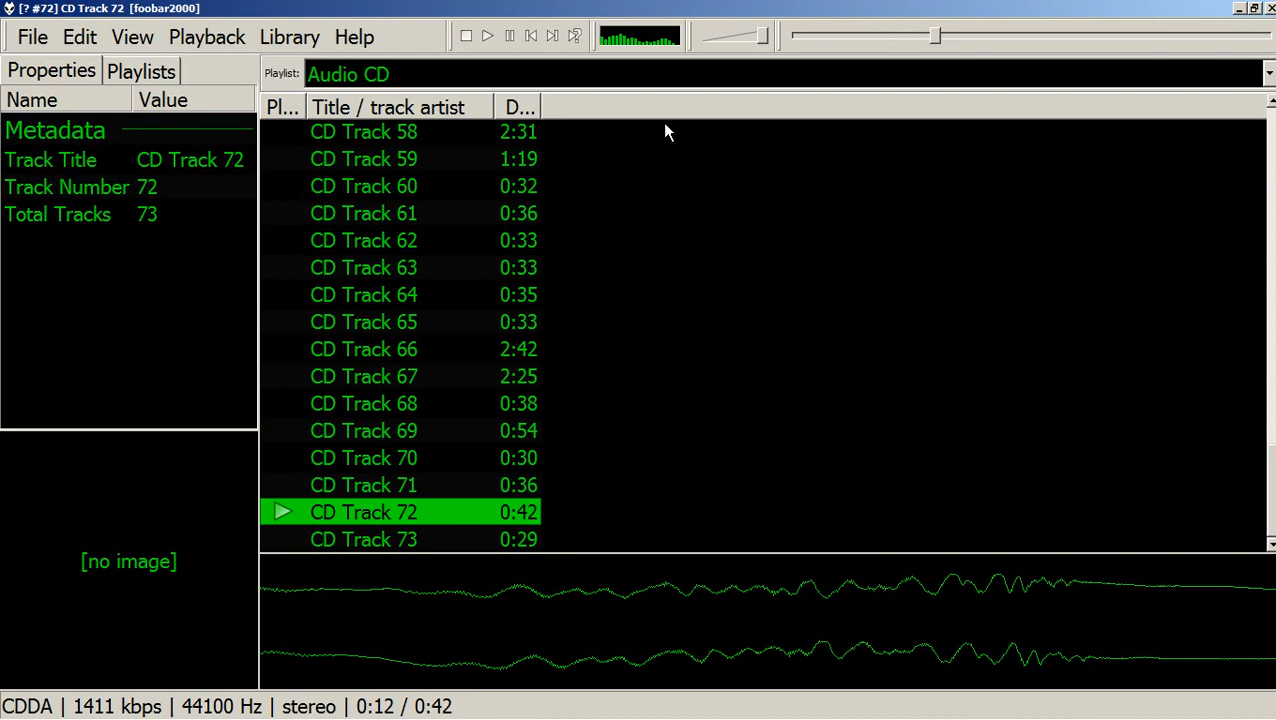 [? #72] CD Track 72 [foobar2000]
File Edit View Playback Library Help
Properties Playlists
Playlist: Audio CD
Name Value
Pl... Title / track artist D...
Metadata
Track Title CD Track 72
Track Number 72
Total Tracks 73
CD Track 58 2:31
CD Track 59 1:19
CD Track 60 0:32
CD Track 61 0:36
CD Track 62 0:33
CD Track 63 0:33
CD Track 64 0:35
CD Track 65 0:33
CD Track 66 2:42
CD Track 67 2:25
CD Track 68 0:38
CD Track 69 0:54
CD Track 70 0:30
CD Track 71 0:36
CD Track 72 0:42
CD Track 73 0:29
[no image]
CDDA | 1411 kbps | 44100 Hz | stereo | 0:12 / 0:42